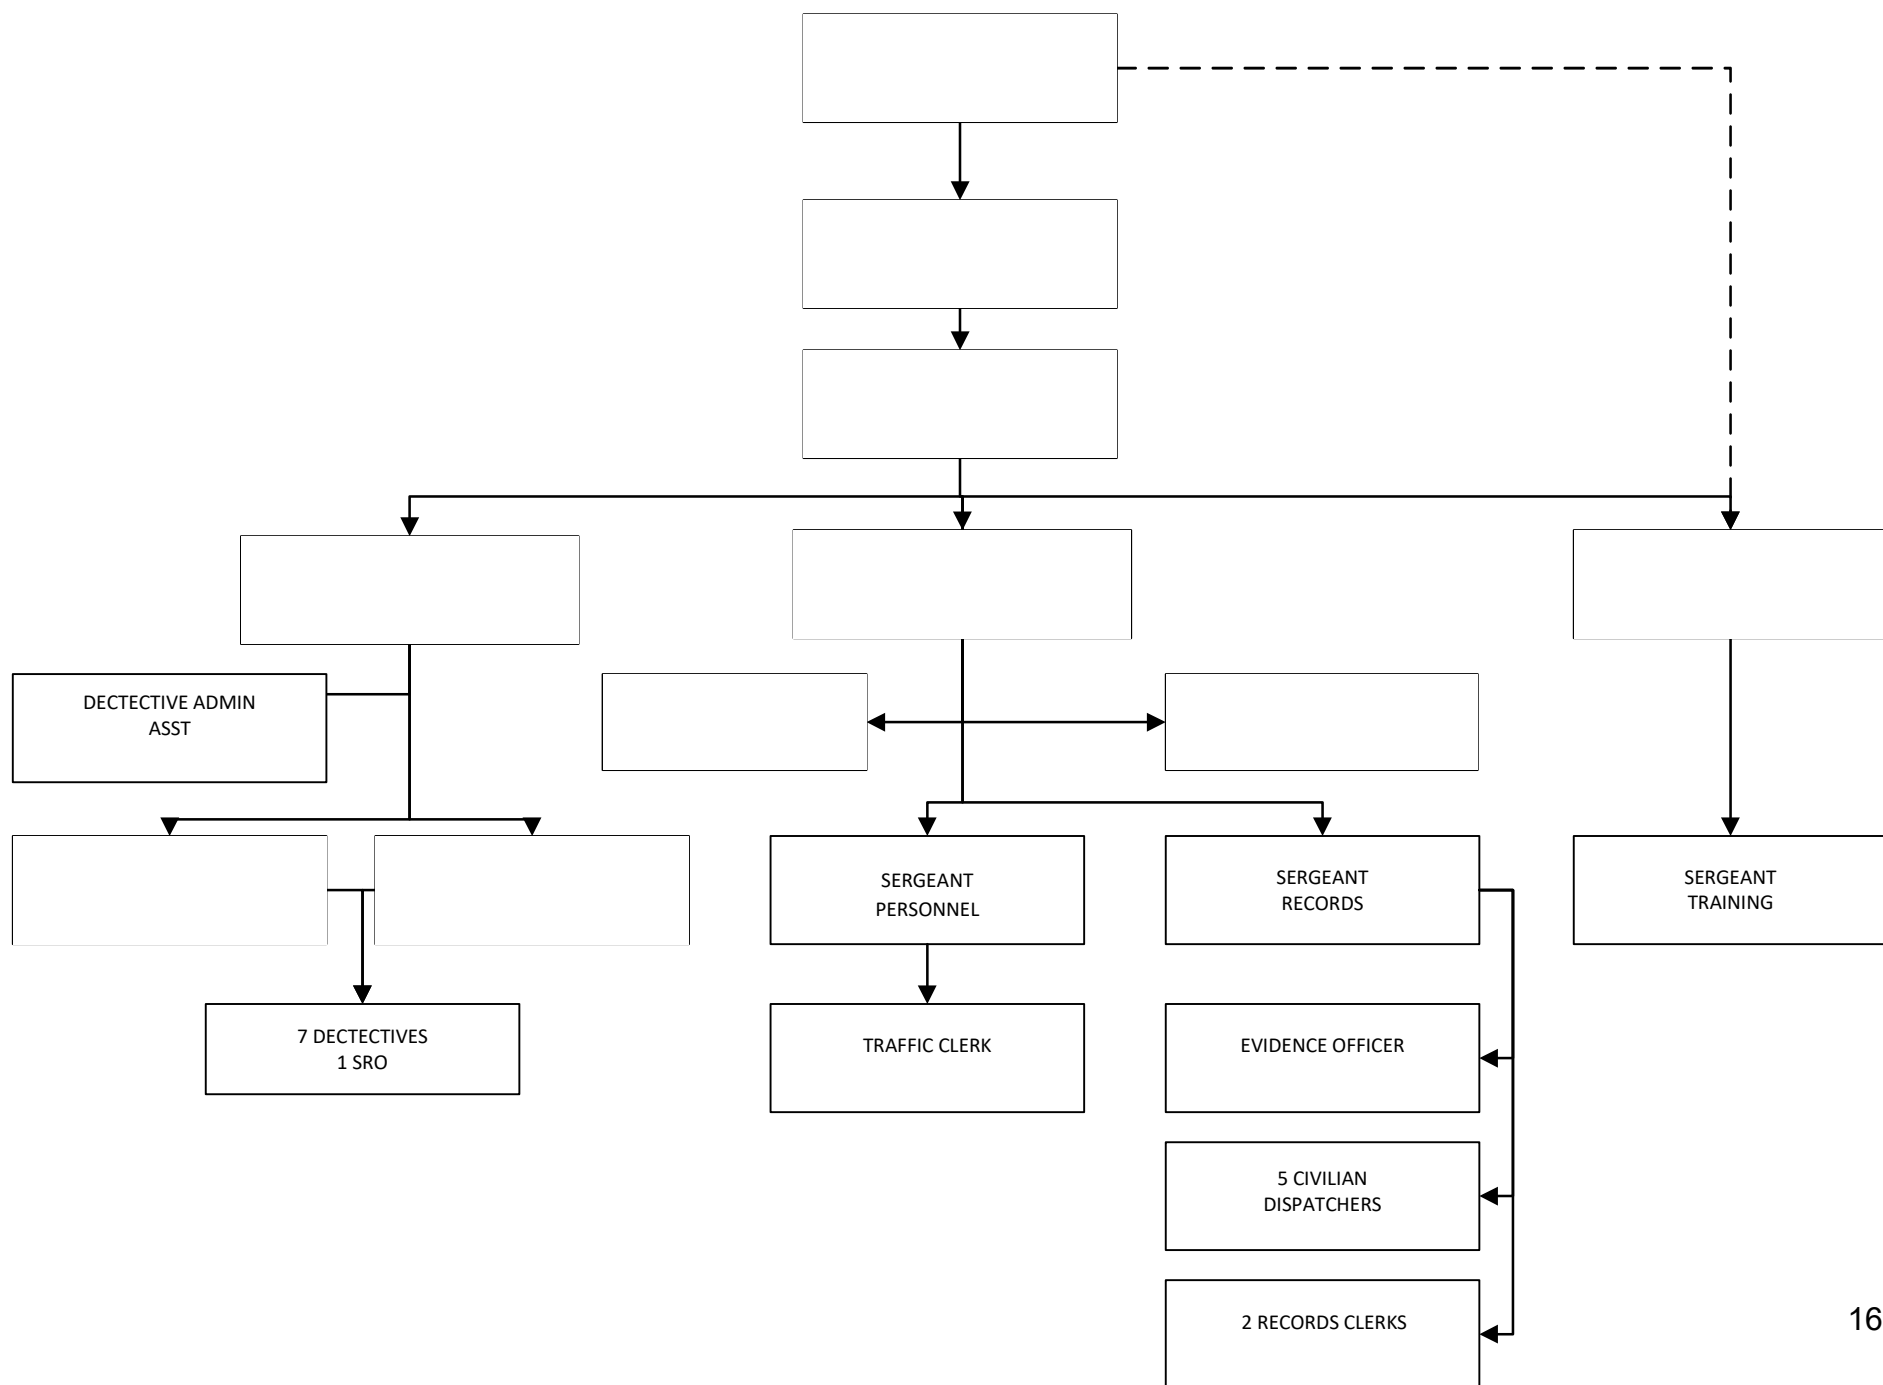 DECTECTIVE ADMIN
ASST
SERGEANT
PERSONNEL
SERGEANT
RECORDS
SERGEANT
TRAINING
7 DECTECTIVES
1 SRO
TRAFFIC CLERK
EVIDENCE OFFICER
5 CIVILIAN
DISPATCHERS
2 RECORDS CLERKS
16